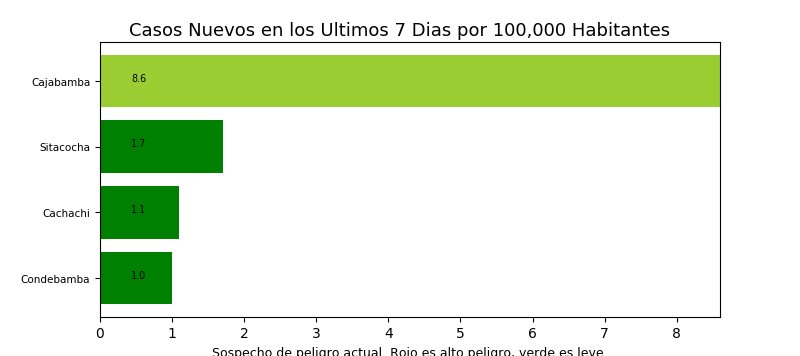 Casos Nuevos en los Ultimos 7 Dias por 100,000 Habitantes
Cajabamba 8.6
Sitacocha 1.7
Cachachi 1.1
Condebamba 1.0
0 1 2 3 4 5 6 7 8
Sospecho de peligro actual. Rojo es alto peligro, verde es leve